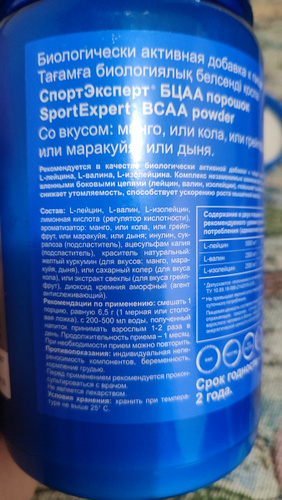 Биологически активная добавка к
Тағамға биологиялық белсенді
СпортЭксперт® БЦАА порошок
SportExpert® BCAA powder
Со вкусом: манго, или кола, или
или маракуйя, или дыня.
Рекомендуется в качестве биологически активной добавки к
L-лейцина, L-валина, L-изолейцина. Комплекс незаменимых
вленными боковыми цепями (лейцин, валин, изолейцин)
снижает утомляемость, способствует ускорению роста
Состав: L-лейцин, L-валин, L-изолейцин,
лимонная кислота (регулятор кислотности),
ароматизатор: манго, или кола, или грейп-
фрут, или маракуйя, или дыня; инулин, сук-
ралоза (подсластитель), ацесульфам калия
(подсластитель), краситель натуральный:
желтый куркумин (для вкусов: манго, мара-
куйя, дыня), или сахарный колер (для вкуса
кола), или экстракт свеклы (для вкуса грейп-
фрут), диоксид кремния аморфный (агент
антислеживающий).
Рекомендации по применению: смешать 1
порцию, равную 6,5 г (1 мерная или столо-
вая ложка), с 200-500 мл воды, полученный
напиток принимать взрослым 1-2 раза в
день. Продолжительность приема – 1 месяц.
При необходимости прием можно повторить.
Противопоказания: индивидуальная непе-
реносимость компонентов, беременность,
кормление грудью.
Перед применением рекомендуется прокон-
сультироваться с врачом.
Не является лекарством.
Условия хранения: хранить при темпера-
туре не выше 25° С.
Содержание в
рекомендуемого
потребления
L-лейцин
L-валин
L-изолейцин
Срок годности
2 года.